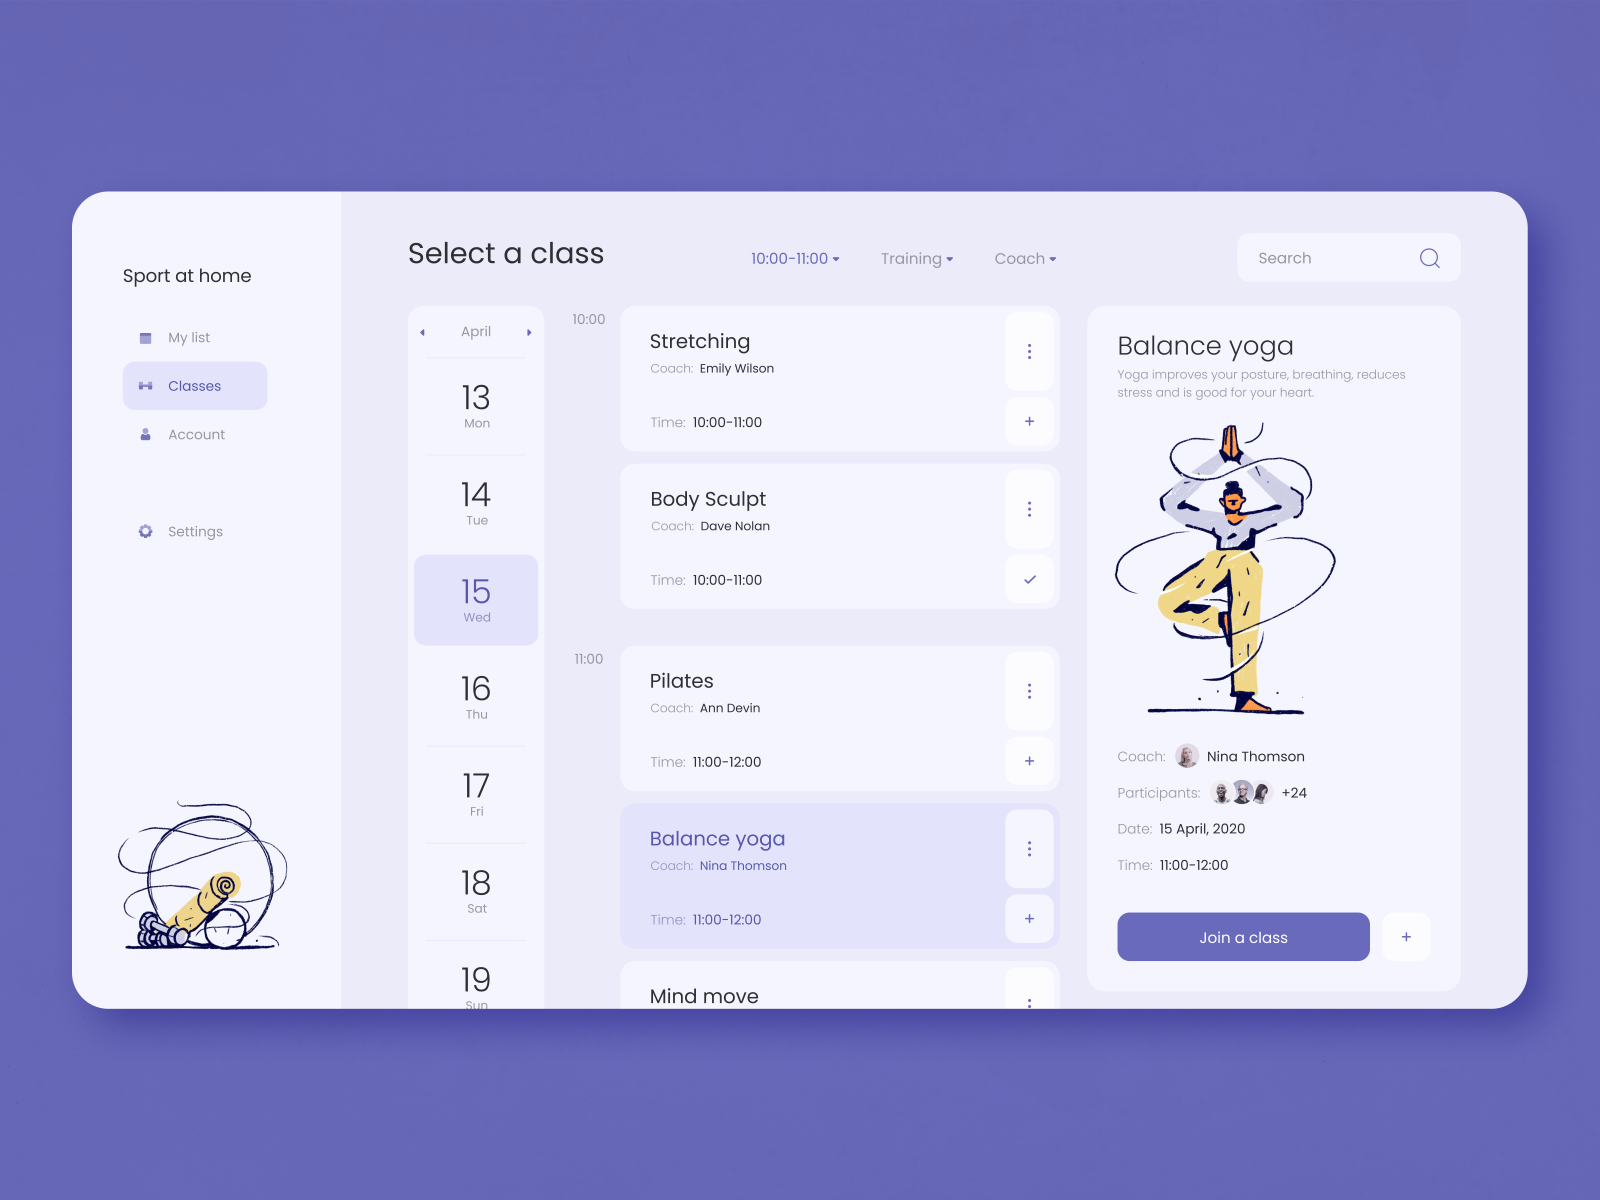 Sport at home
My list
Classes
Account
Settings
Select a class
10:00-11:00
Training
Coach
Search
April
13
Mon
14
Tue
15
Wed
16
Thu
17
Fri
18
Sat
19
Sun
10:00
Stretching
Coach: Emily Wilson
Time: 10:00-11:00
Body Sculpt
Coach: Dave Nolan
Time: 10:00-11:00
11:00
Pilates
Coach: Ann Devin
Time: 11:00-12:00
Balance yoga
Coach: Nina Thomson
Time: 11:00-12:00
Mind move
Balance yoga
Yoga improves your posture, breathing, reduces
stress and is good for your heart.
Coach: Nina Thomson
Participants: +24
Date: 15 April, 2020
Time: 11:00-12:00
Join a class